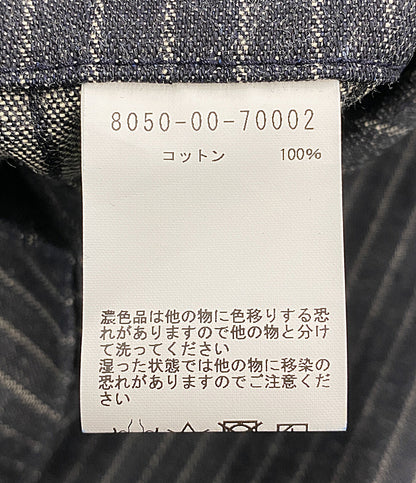 8050-00-70002
コットン 100%
濃色品は他の物に色移りする恐
れがありますので他の物と分け
て洗ってください
湿った状態では他の物に移染の
恐れがありますのでご注意くだ
さい